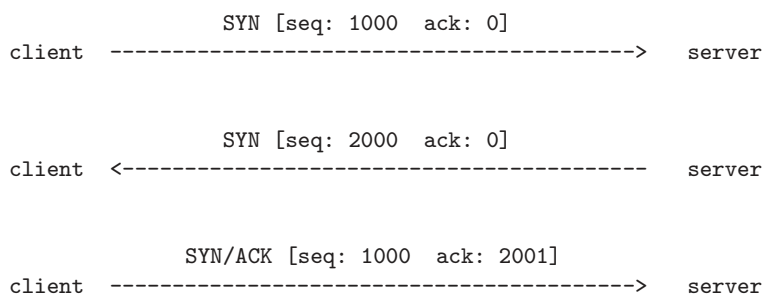 SYN [seq: 1000 ack: 0]
client ------------------------------------------> server
SYN [seq: 2000 ack: 0]
client <------------------------------------------ server
SYN/ACK [seq: 1000 ack: 2001]
client ------------------------------------------> server